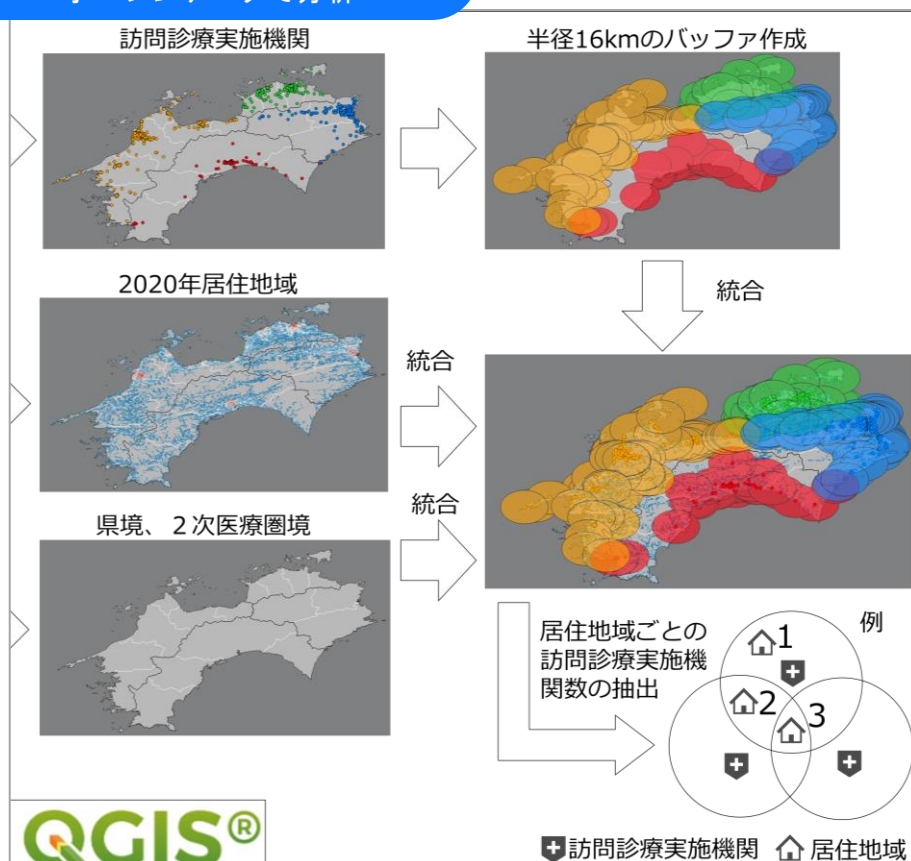 訪問診療実施機関
半径16kmのバッファ作成
統合
2020年居住地域
統合
県境、２次医療圏境
統合
居住地域ごとの
訪問診療実施機
関数の抽出
例
1
2
3
QGIS®
訪問診療実施機関
居住地域